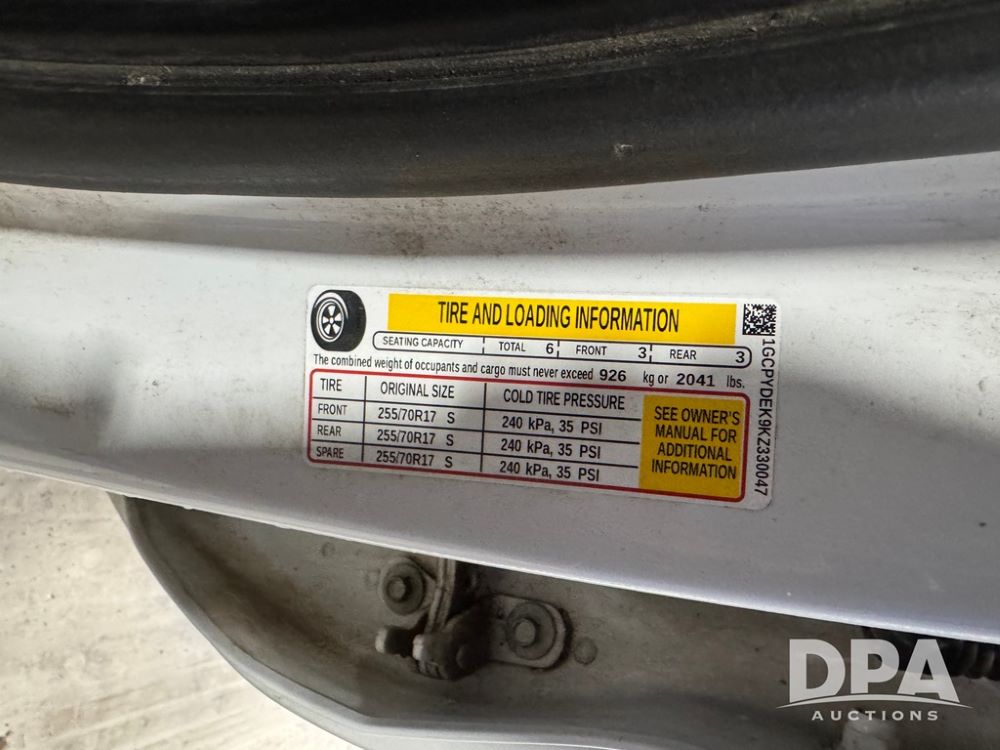 TIRE AND LOADING INFORMATION
SEATING CAPACITY TOTAL 6 FRONT 3 REAR 3
The combined weight of occupants and cargo must never exceed 926 kg or 2041 lbs.
TIRE ORIGINAL SIZE COLD TIRE PRESSURE
FRONT 255/70R17 S 240 kPa, 35 PSI
REAR 255/70R17 S 240 kPa, 35 PSI
SPARE 255/70R17 S 240 kPa, 35 PSI
SEE OWNER'S
MANUAL FOR
ADDITIONAL
INFORMATION
1GCPYDEK9KZ330047
DPA
AUCTIONS